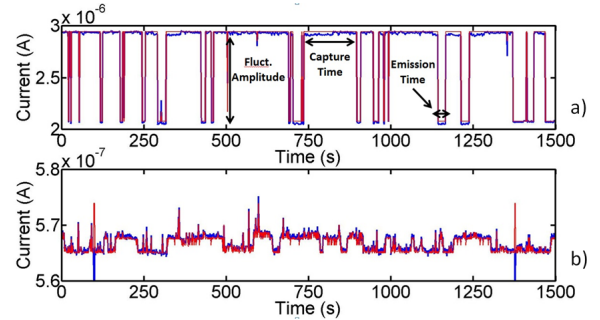 x 10⁻⁶
3
2.5
2
Current (A)
Fluct.
Amplitude
Capture
Time
Emission
Time
a)
0 250 500 750 1000 1250 1500
Time (s)
x 10⁻⁷
5.8
5.7
5.6
Current (A)
b)
0 250 500 750 1000 1250 1500
Time (s)